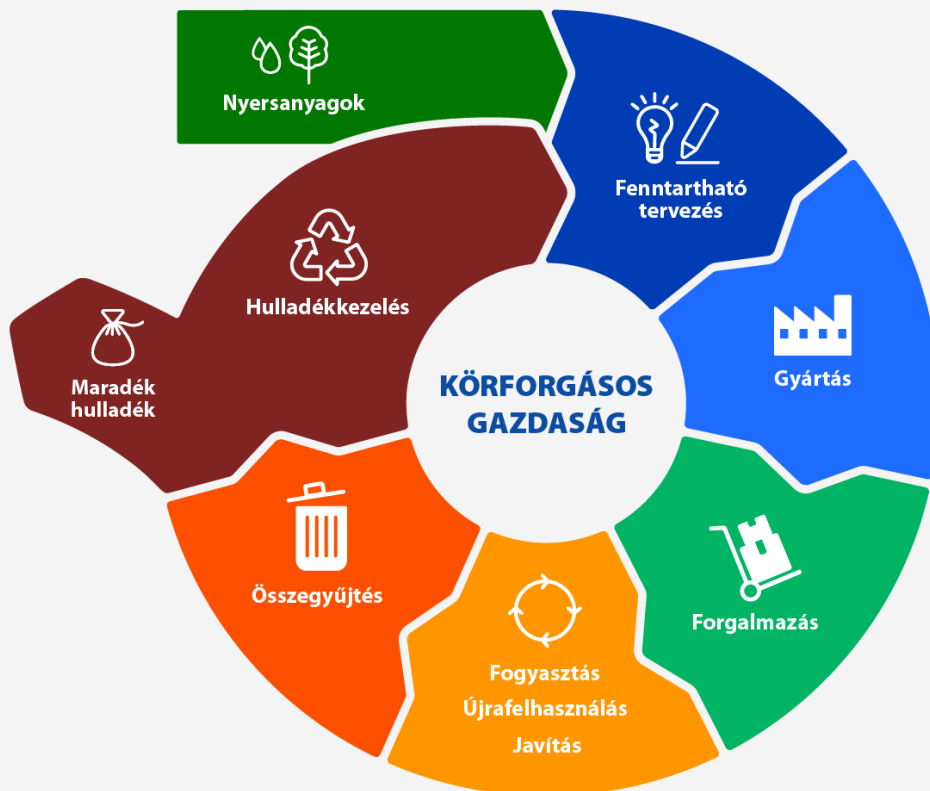 Nyersanyagok
Fenntartható
tervezés
Gyártás
Forgalmazás
Fogyasztás
Újrafelhasználás
Javítás
Összegyűjtés
Hulladékkezelés
Maradék
hulladék
KÖRFORGÁSOS
GAZDASÁG